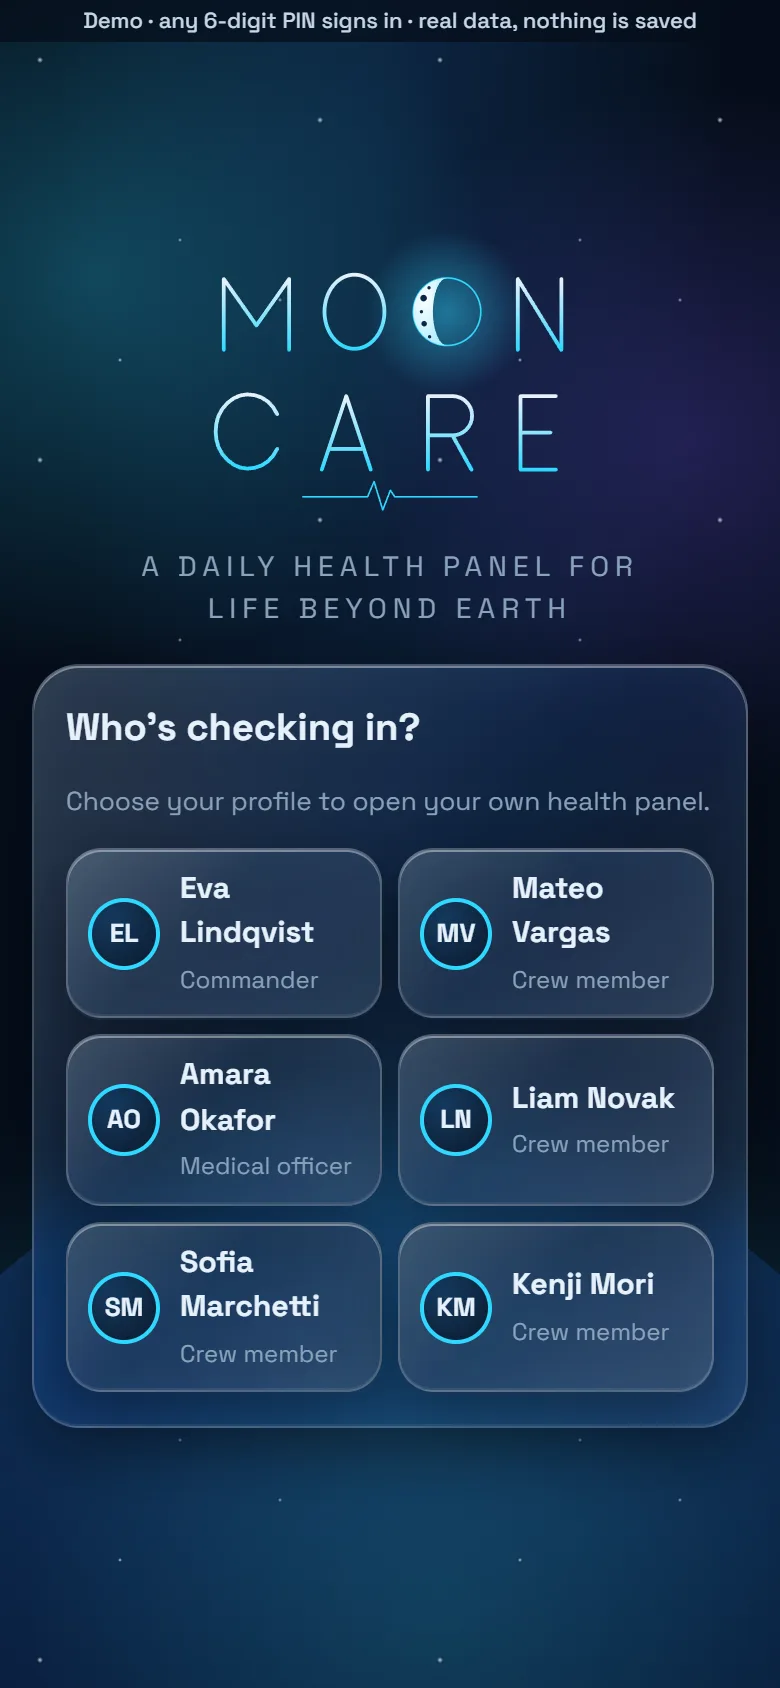 Demo · any 6-digit PIN signs in · real data, nothing is saved
MOON
CARE
A DAILY HEALTH PANEL FOR
LIFE BEYOND EARTH
Who’s checking in?
Choose your profile to open your own health panel.
EL
Eva
Lindqvist
Commander
MV
Mateo
Vargas
Crew member
AO
Amara
Okafor
Medical officer
LN
Liam Novak
Crew member
SM
Sofia
Marchetti
Crew member
KM
Kenji Mori
Crew member